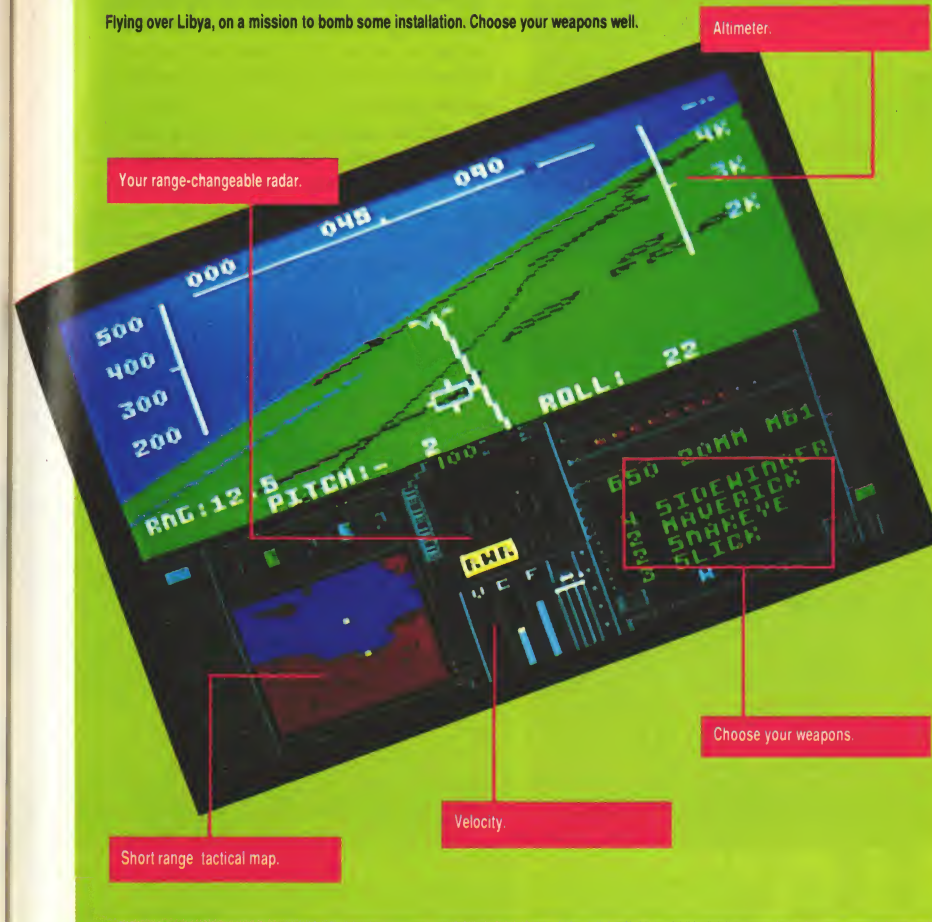 Flying over Libya, on a mission to bomb some installation. Choose your weapons well.
Altimeter.
Your range-changeable radar.
000 045 090
4K
3K
2K
500
400
300
200
RNG:12.5
PITCH:- 2
ROLL: 22
100
650 20MM M61
4 SIDEWINDER
MAVERICK
SNAKEYE
SLICK
Choose your weapons.
Velocity.
Short range tactical map.